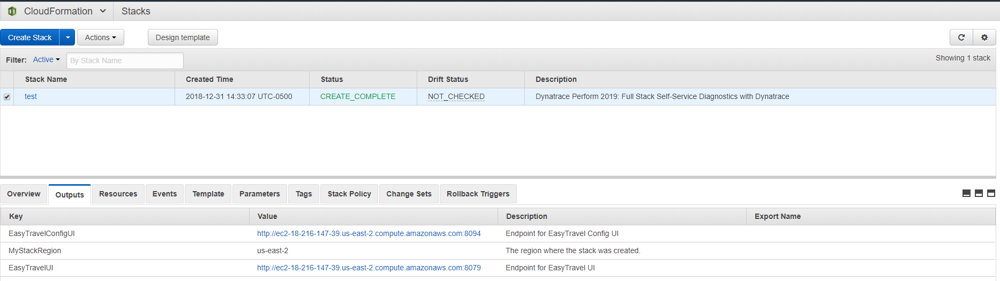 CloudFormation Stacks
Create Stack Actions Design template
Filter: Active By Stack Name Showing 1 stack
Stack Name Created Time Status Drift Status Description
test 2018-12-31 14:33:07 UTC-0500 CREATE_COMPLETE NOT_CHECKED Dynatrace Perform 2019: Full Stack Self-Service Diagnostics with Dynatrace
Overview Outputs Resources Events Template Parameters Tags Stack Policy Change Sets Rollback Triggers
Key Value Description Export Name
EasyTravelConfigUI http://ec2-18-216-147-39.us-east-2.compute.amazonaws.com:8094 Endpoint for EasyTravel Config UI
MyStackRegion us-east-2 The region where the stack was created.
EasyTravelUI http://ec2-18-216-147-39.us-east-2.compute.amazonaws.com:8079 Endpoint for EasyTravel UI